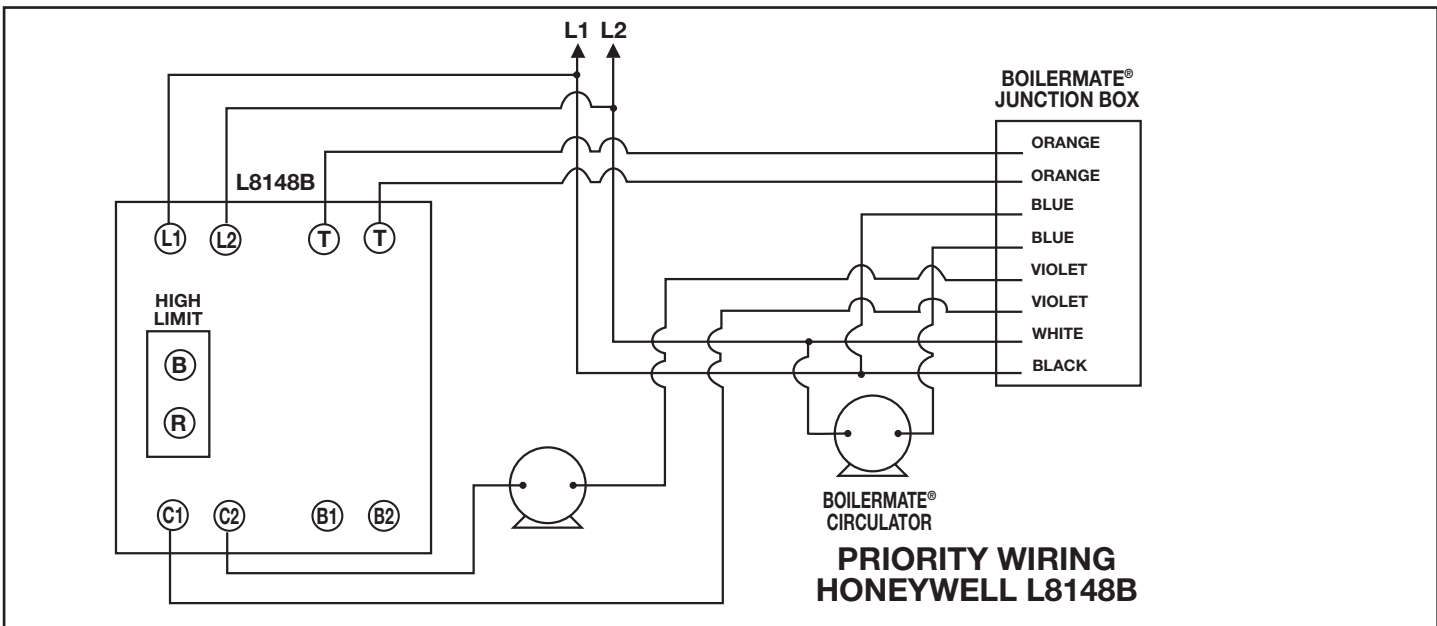 L1 L2
BOILERMATE®
JUNCTION BOX
ORANGE
ORANGE
BLUE
BLUE
VIOLET
VIOLET
WHITE
BLACK
L8148B
L1 L2 T T
HIGH
LIMIT
B
R
C1 C2 B1 B2
BOILERMATE®
CIRCULATOR
PRIORITY WIRING
HONEYWELL L8148B